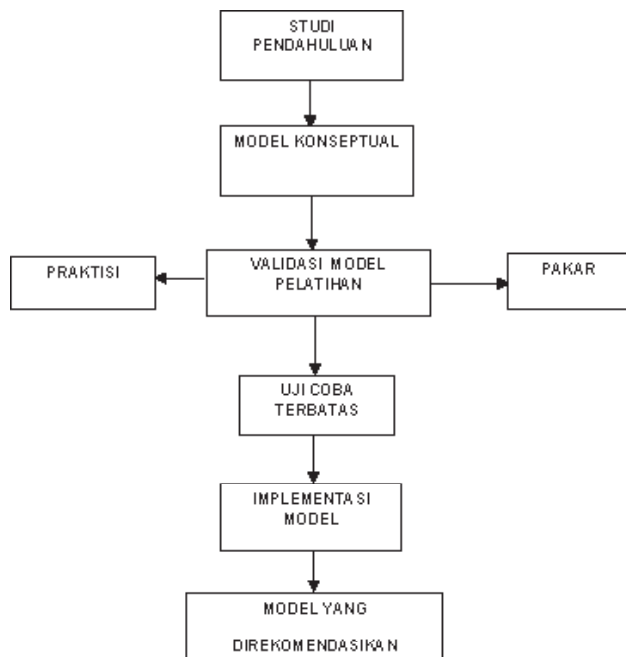 STUDI
PENDAHULUAN
MODEL KONSEPTUAL
PRAKTISI
VALIDASI MODEL
PELATIHAN
PAKAR
UJI COBA
TERBATAS
IMPLEMENTASI
MODEL
MODEL YANG
DIREKOMENDASIKAN